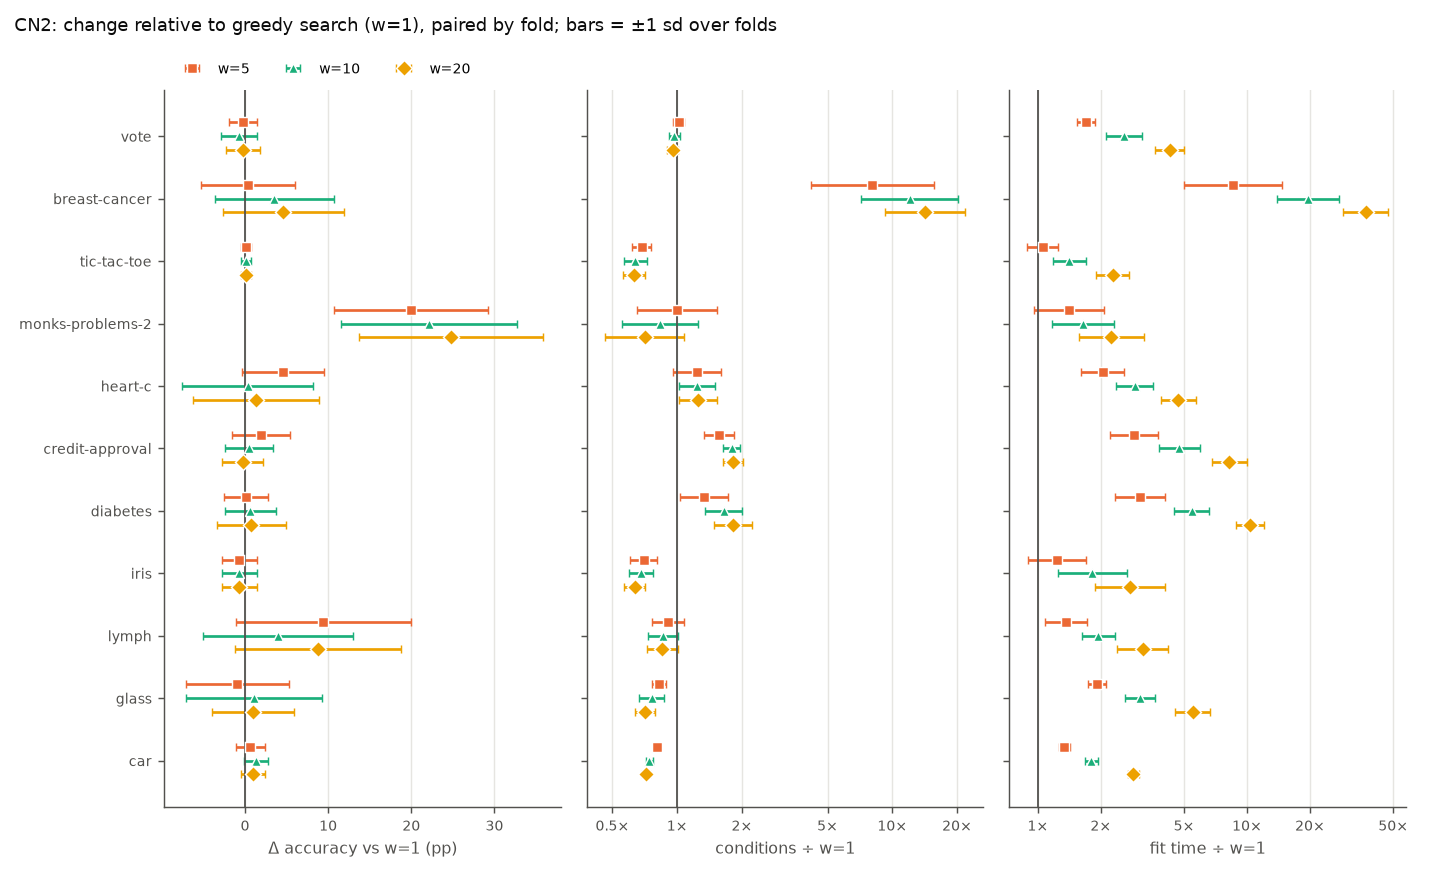 CN2: change relative to greedy search (w=1), paired by fold; bars = ±1 sd over folds
w=5 w=10 w=20
vote
breast-cancer
tic-tac-toe
monks-problems-2
heart-c
credit-approval
diabetes
iris
lymph
glass
car
0 10 20 30
Δ accuracy vs w=1 (pp)
0.5× 1× 2× 5× 10× 20×
conditions ÷ w=1
1× 2× 5× 10× 20× 50×
fit time ÷ w=1